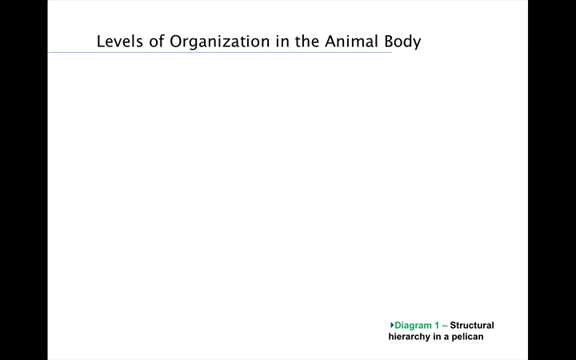 Levels of Organization in the Animal Body
Diagram 1 – Structural
hierarchy in a pelican